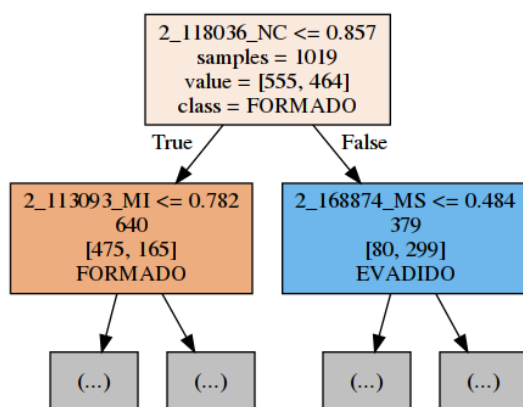 2_118036_NC <= 0.857
samples = 1019
value = [555, 464]
class = FORMADO
True
False
2_113093_MI <= 0.782
640
[475, 165]
FORMADO
2_168874_MS <= 0.484
379
[80, 299]
EVADIDO
(...)
(...)
(...)
(...)